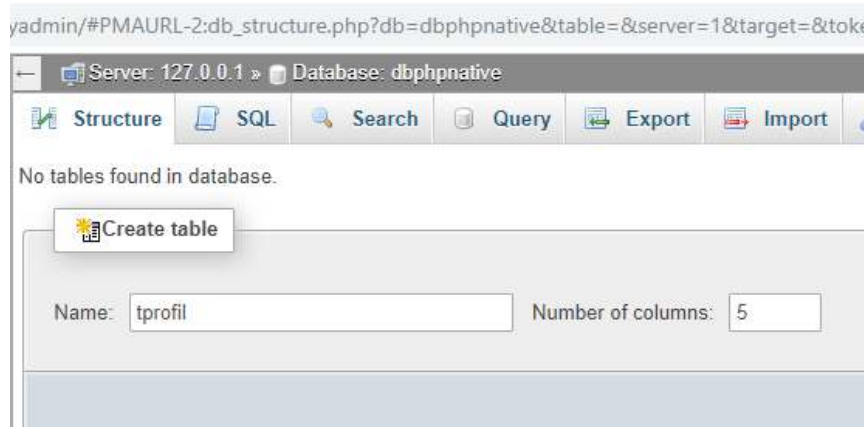 yadmin/#PMAURL-2:db_structure.php?db=dbphpnative&table=&server=1&target=&toke
Server: 127.0.0.1 » Database: dbphpnative
Structure SQL Search Query Export Import
No tables found in database.
Create table
Name: tprofil Number of columns: 5